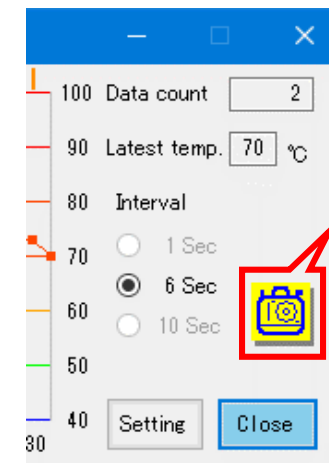 100 Data count 2
90 Latest temp. 70 ℃
80 Interval
1 Sec
70
6 Sec
60
10 Sec
50
40 Setting Close
30